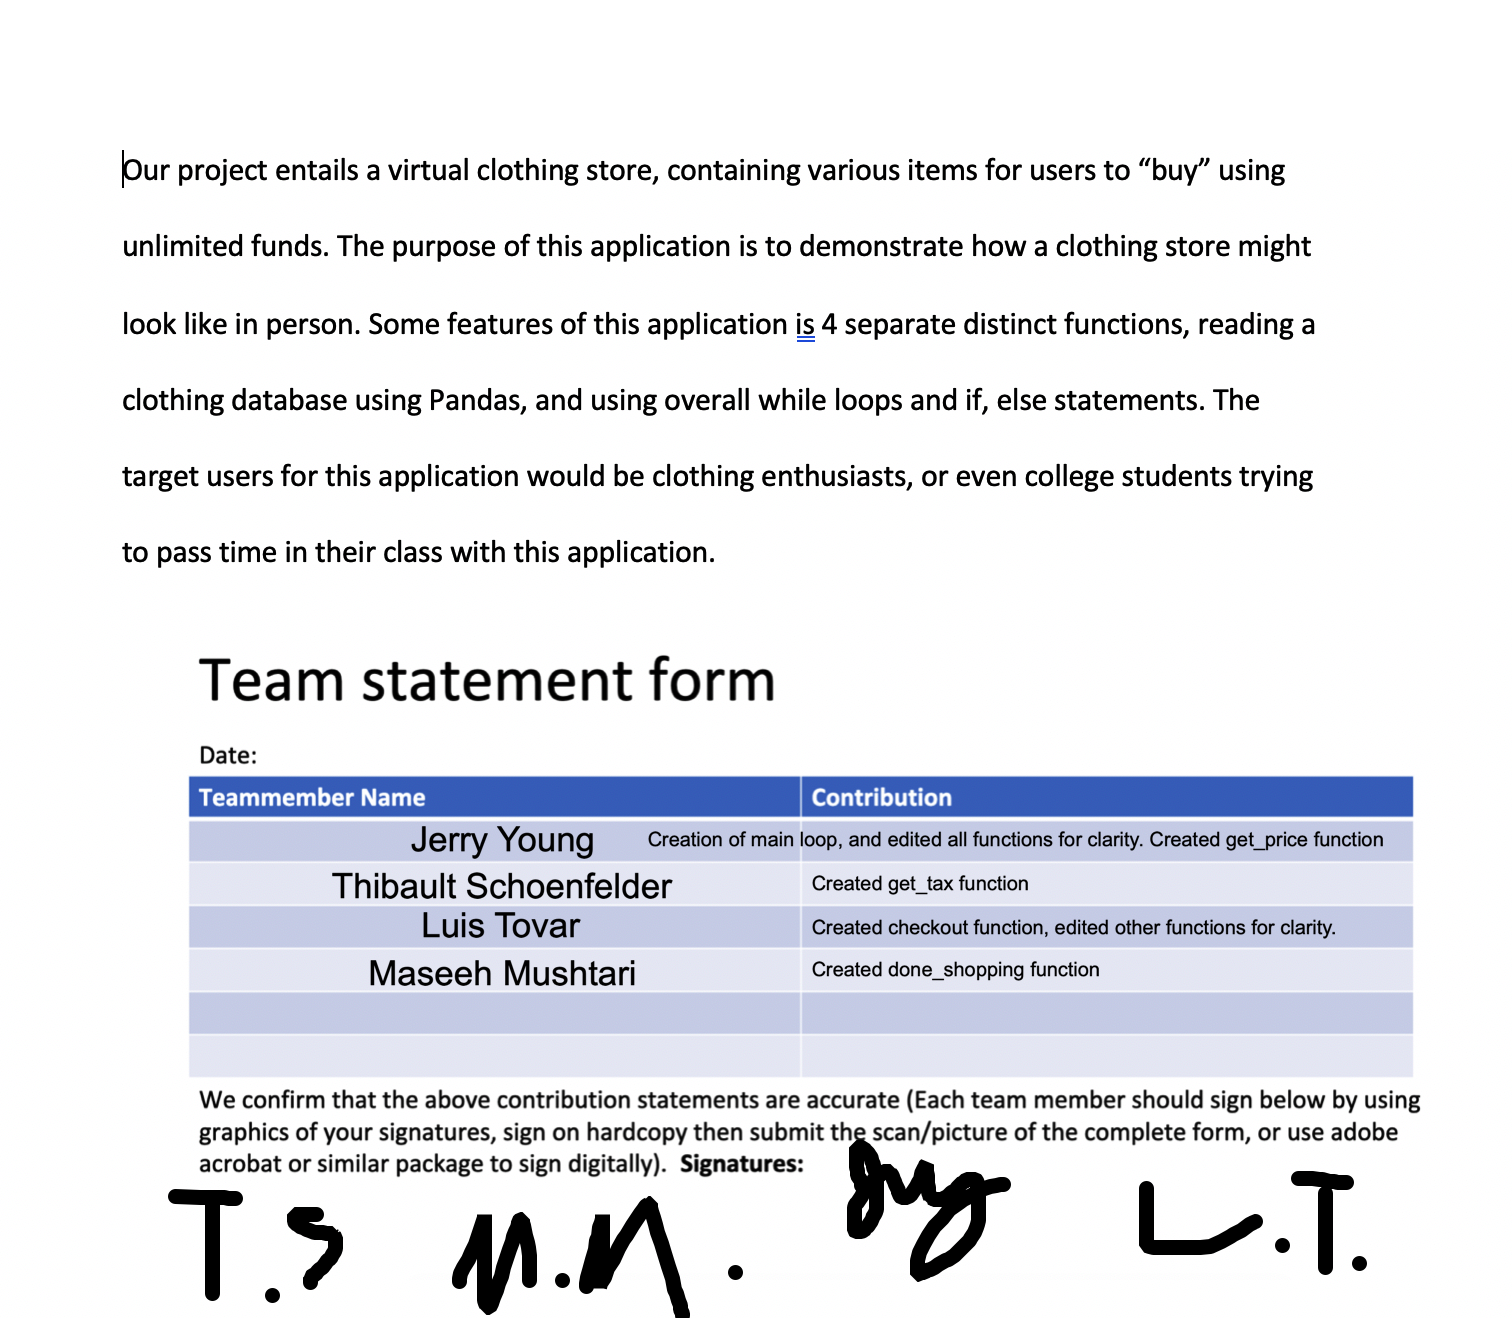 Our project entails a virtual clothing store, containing various items for users to “buy” using
unlimited funds. The purpose of this application is to demonstrate how a clothing store might
look like in person. Some features of this application is 4 separate distinct functions, reading a
clothing database using Pandas, and using overall while loops and if, else statements. The
target users for this application would be clothing enthusiasts, or even college students trying
to pass time in their class with this application.
Team statement form
Date:
Teammember Name Contribution
Jerry Young Creation of main loop, and edited all functions for clarity. Created get_price function
Thibault Schoenfelder Created get_tax function
Luis Tovar Created checkout function, edited other functions for clarity.
Maseeh Mushtari Created done_shopping function
We confirm that the above contribution statements are accurate (Each team member should sign below by using
graphics of your signatures, sign on hardcopy then submit the scan/picture of the complete form, or use adobe
acrobat or similar package to sign digitally). Signatures:
T.S M.M. L.T.